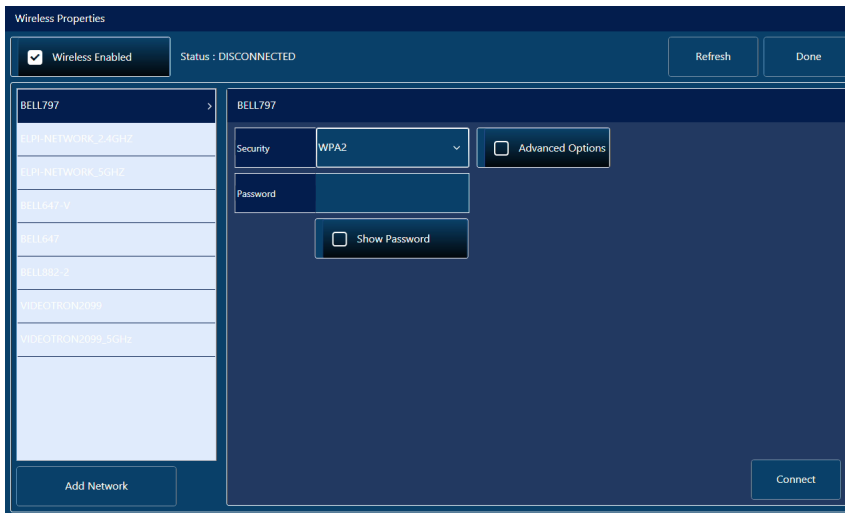 Wireless Properties
Wireless Enabled
Status : DISCONNECTED
Refresh
Done
BELL797
ELPI-NETWORK_2,4GHZ
ELPI-NETWORK_5GHZ
BELL647-V
BELL647
BELL882-2
VIDEOTRON2099
VIDEOTRON2099_5GHz
Add Network
BELL797
Security
WPA2
Advanced Options
Password
Show Password
Connect